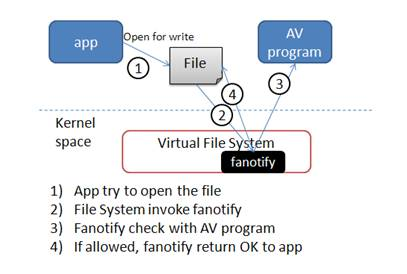 app
Open for write
AV
program
1
File
4
3
2
Kernel
space
Virtual File System
fanotify
1) App try to open the file
2) File System invoke fanotify
3) Fanotify check with AV program
4) If allowed, fanotify return OK to app